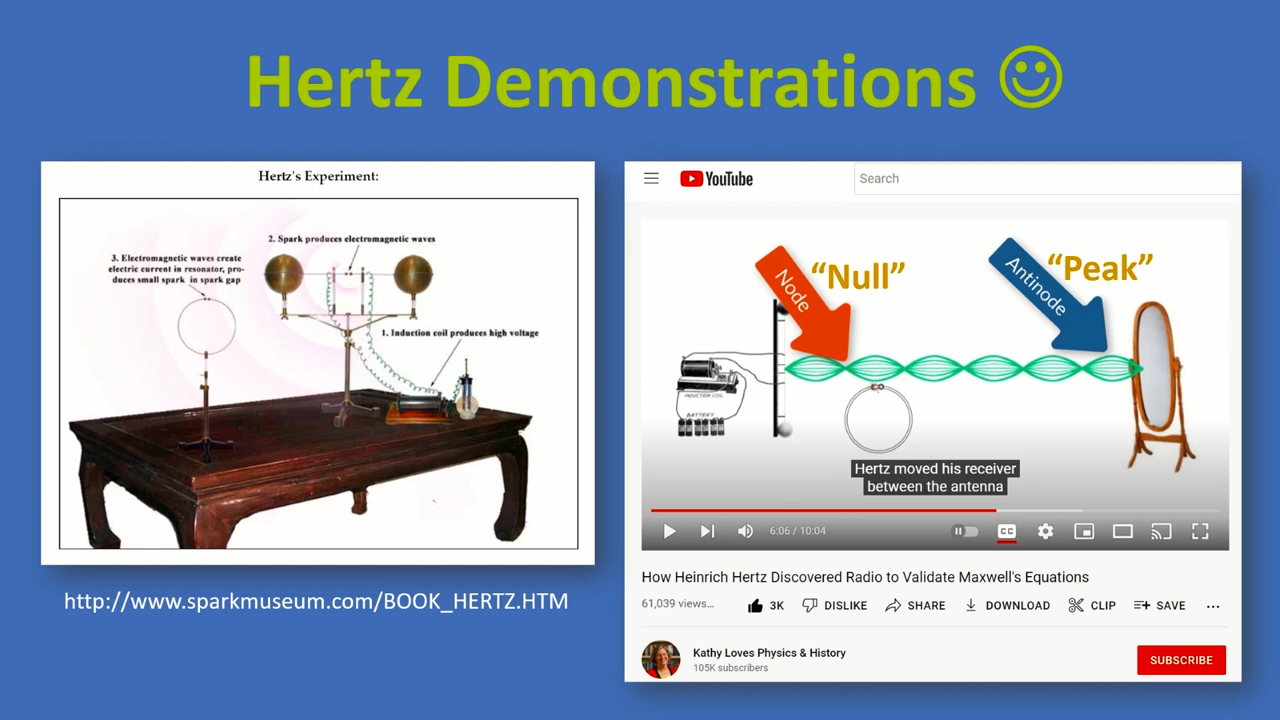 Hertz Demonstrations
Hertz's Experiment:
2. Spark produces electromagnetic waves
3. Electromagnetic waves create
electric current in resonator, pro-
duces small spark in spark gap
1. Induction coil produces high voltage
http://www.sparkmuseum.com/BOOK_HERTZ.HTM
YouTube
Search
Node
"Null"
Antinode
"Peak"
INDUCTION COIL
BATTERY
Hertz moved his receiver
between the antenna
6:06 / 10:04
CC
How Heinrich Hertz Discovered Radio to Validate Maxwell's Equations
61,039 views...
3K
DISLIKE
SHARE
DOWNLOAD
CLIP
SAVE
...
Kathy Loves Physics & History
105K subscribers
SUBSCRIBE